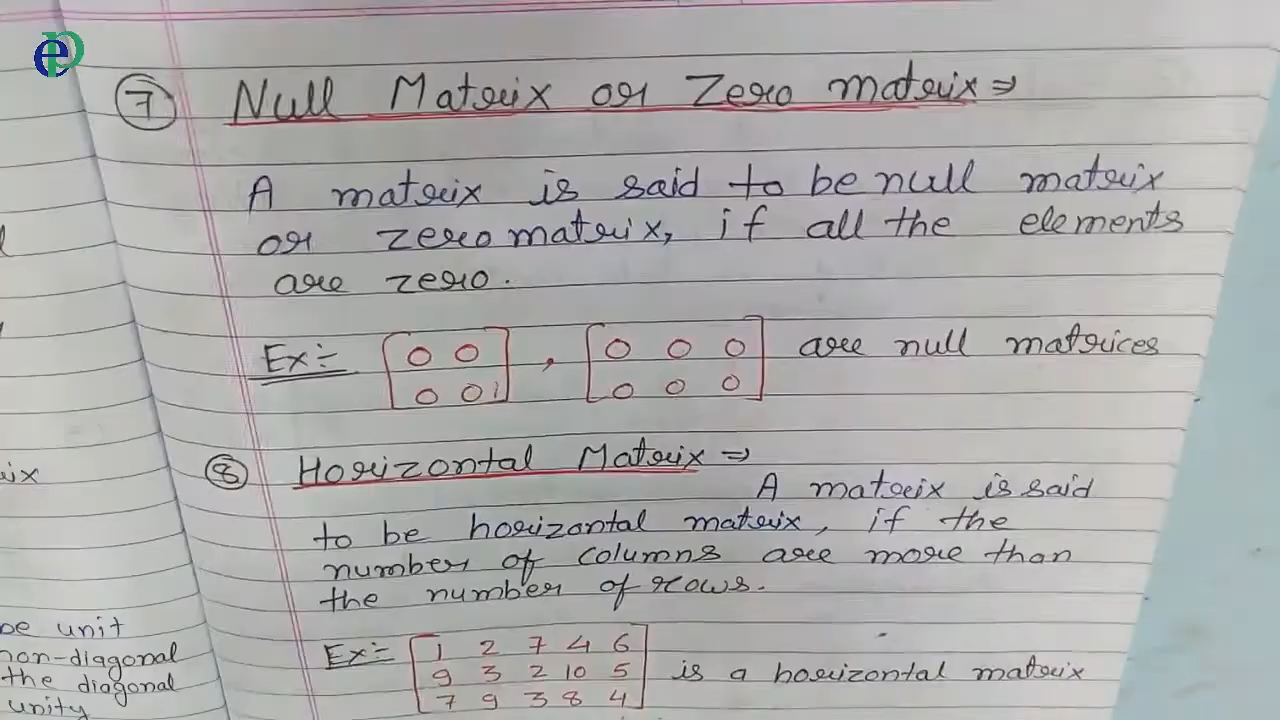 ep
⑦ Null Matrix or Zero matrix ⇒
A matrix is said to be null matrix
or zero matrix, if all the elements
are zero.
Ex:- [0 0
0 0] , [0 0 0
0 0 0] are null matrices
⑧ Horizontal Matrix ⇒
A matrix is said
to be horizontal matrix, if the
number of columns are more than
the number of rows.
Ex:- [1 2 7 4 6
9 3 2 10 5
7 9 3 8 4] is a horizontal matrix
ix
be unit
non-diagonal
the diagonal
unity